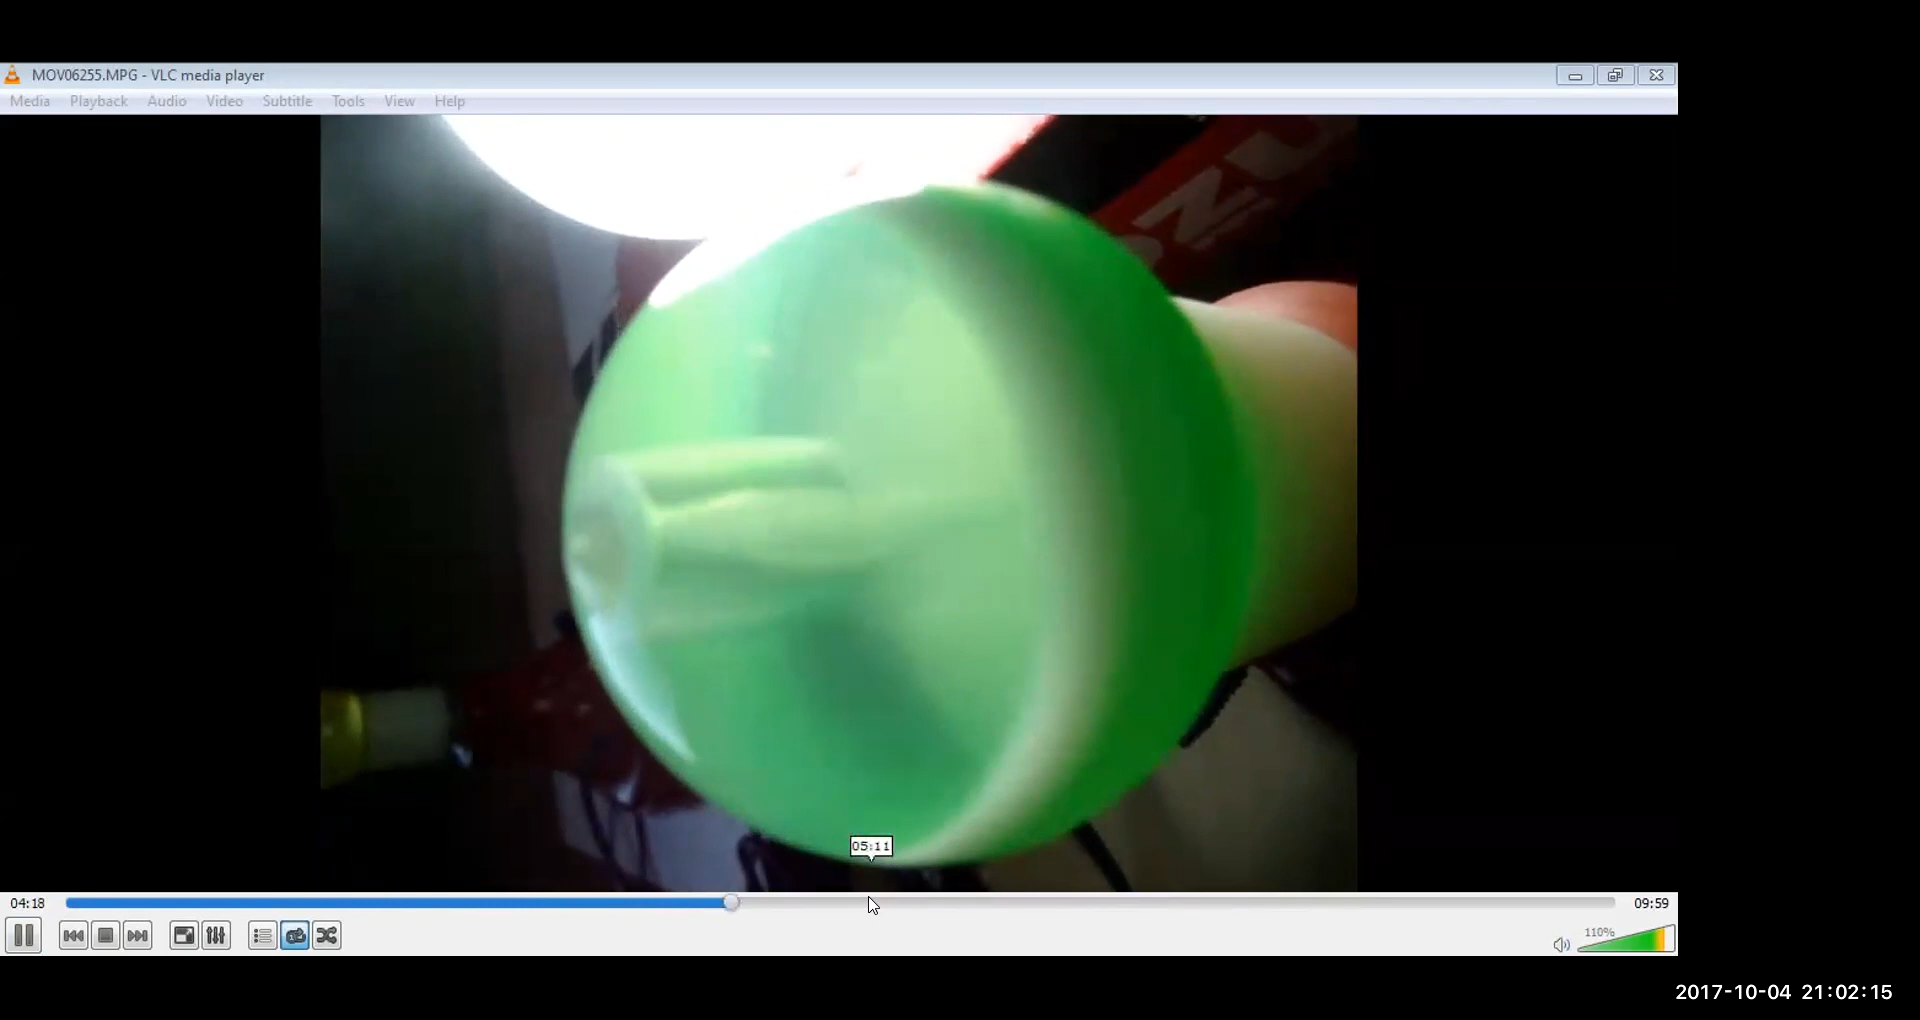 MOV06255.MPG - VLC media player
Media Playback Audio Video Subtitle Tools View Help
05:11
04:18
09:59
110%
2017-10-04 21:02:15